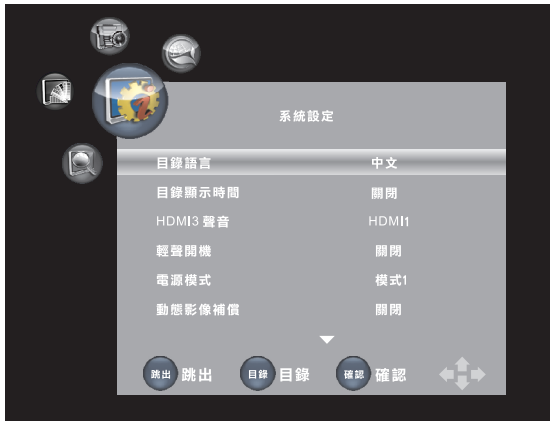 系統設定
目錄語言 中文
目錄顯示時間 關閉
HDMI3 聲音 HDMI1
輕聲開機 關閉
電源模式 模式1
動態影像補償 關閉
跳出 跳出 目錄 目錄 確認 確認